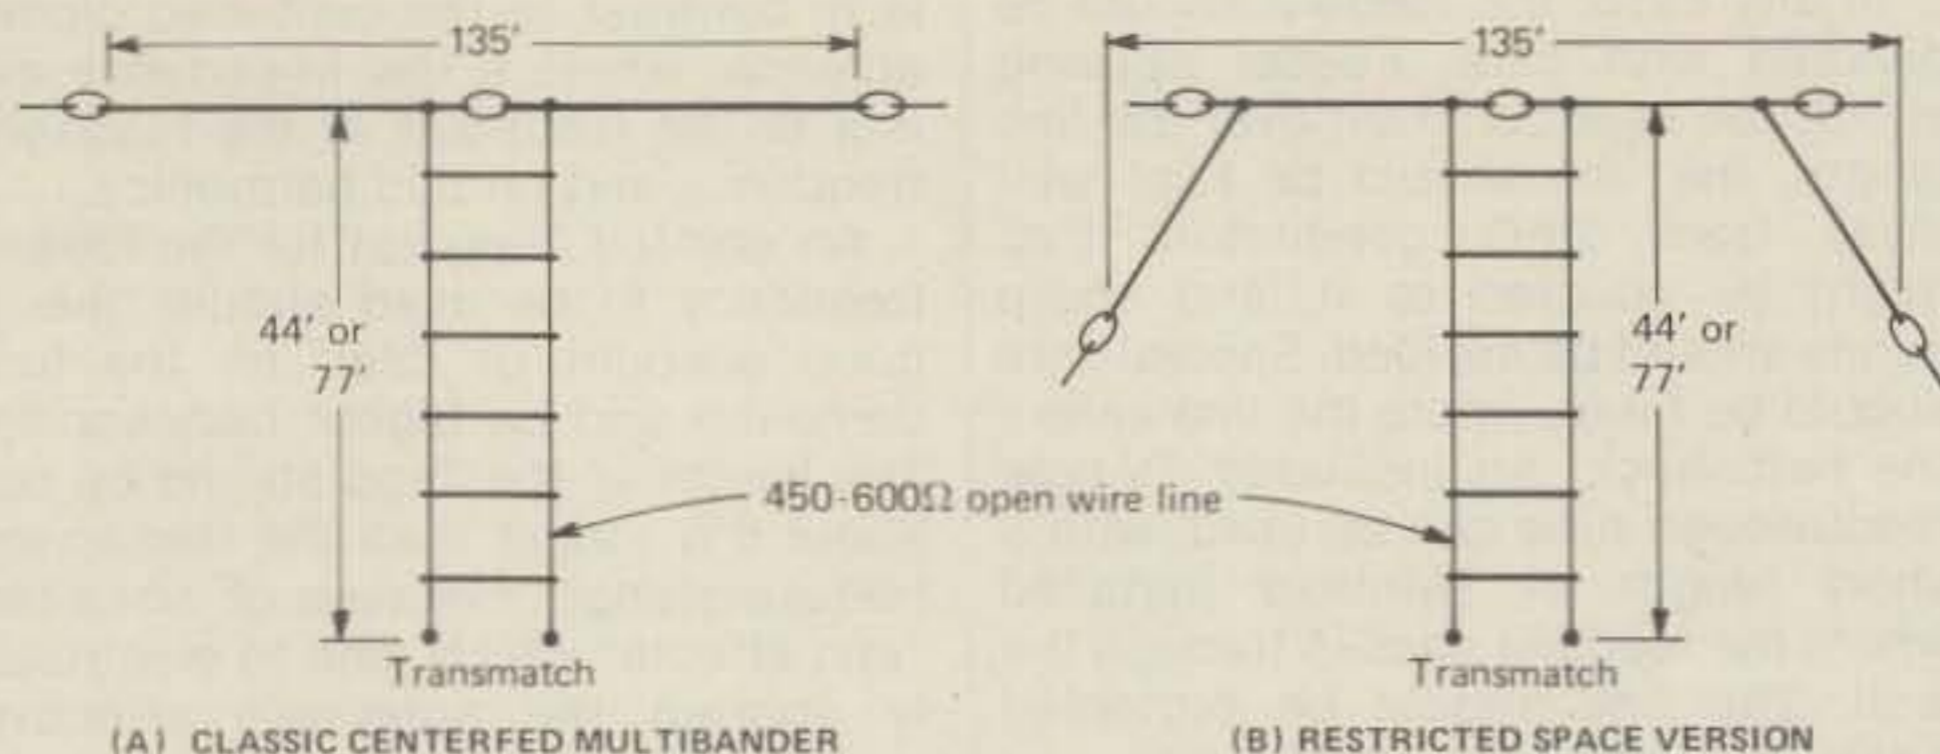 135'
44' or
77'
Transmatch
(A) CLASSIC CENTERFED MULTIBANDER
450-600Ω open wire line
135'
44' or
77'
Transmatch
(B) RESTRICTED SPACE VERSION